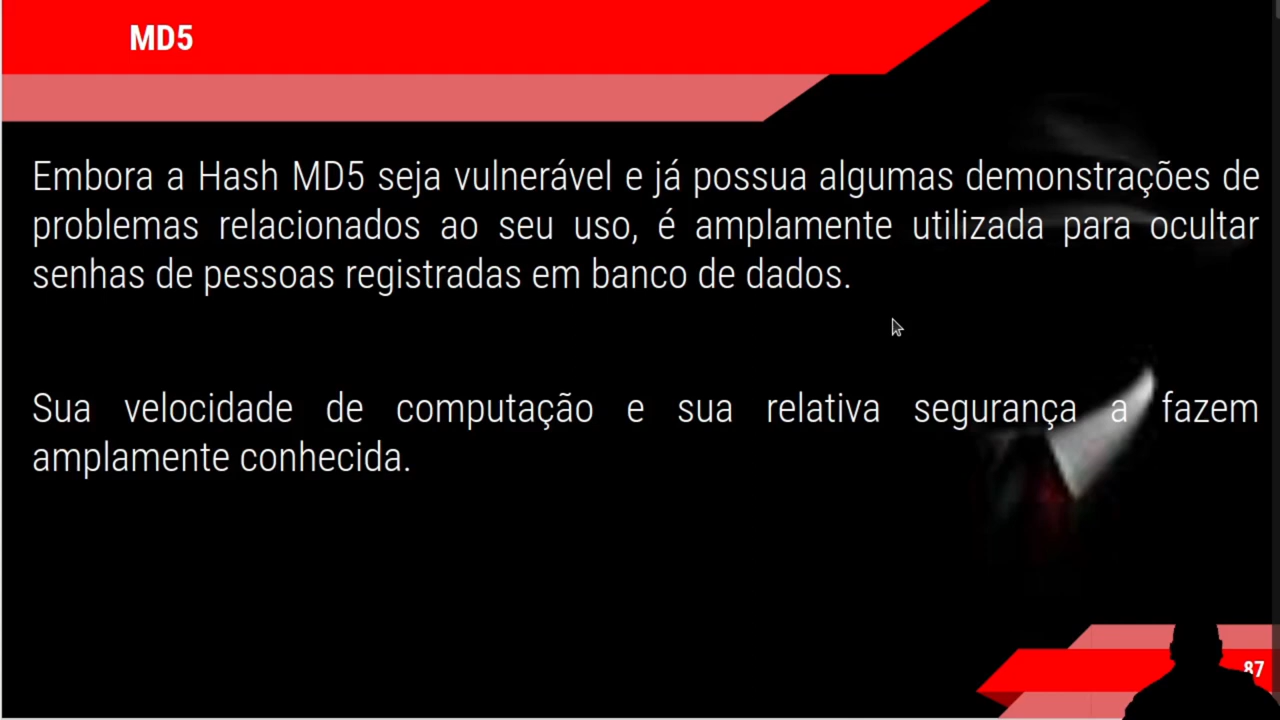 MD5
Embora a Hash MD5 seja vulnerável e já possua algumas demonstrações de
problemas relacionados ao seu uso, é amplamente utilizada para ocultar
senhas de pessoas registradas em banco de dados.
Sua velocidade de computação e sua relativa segurança a fazem
amplamente conhecida.
87